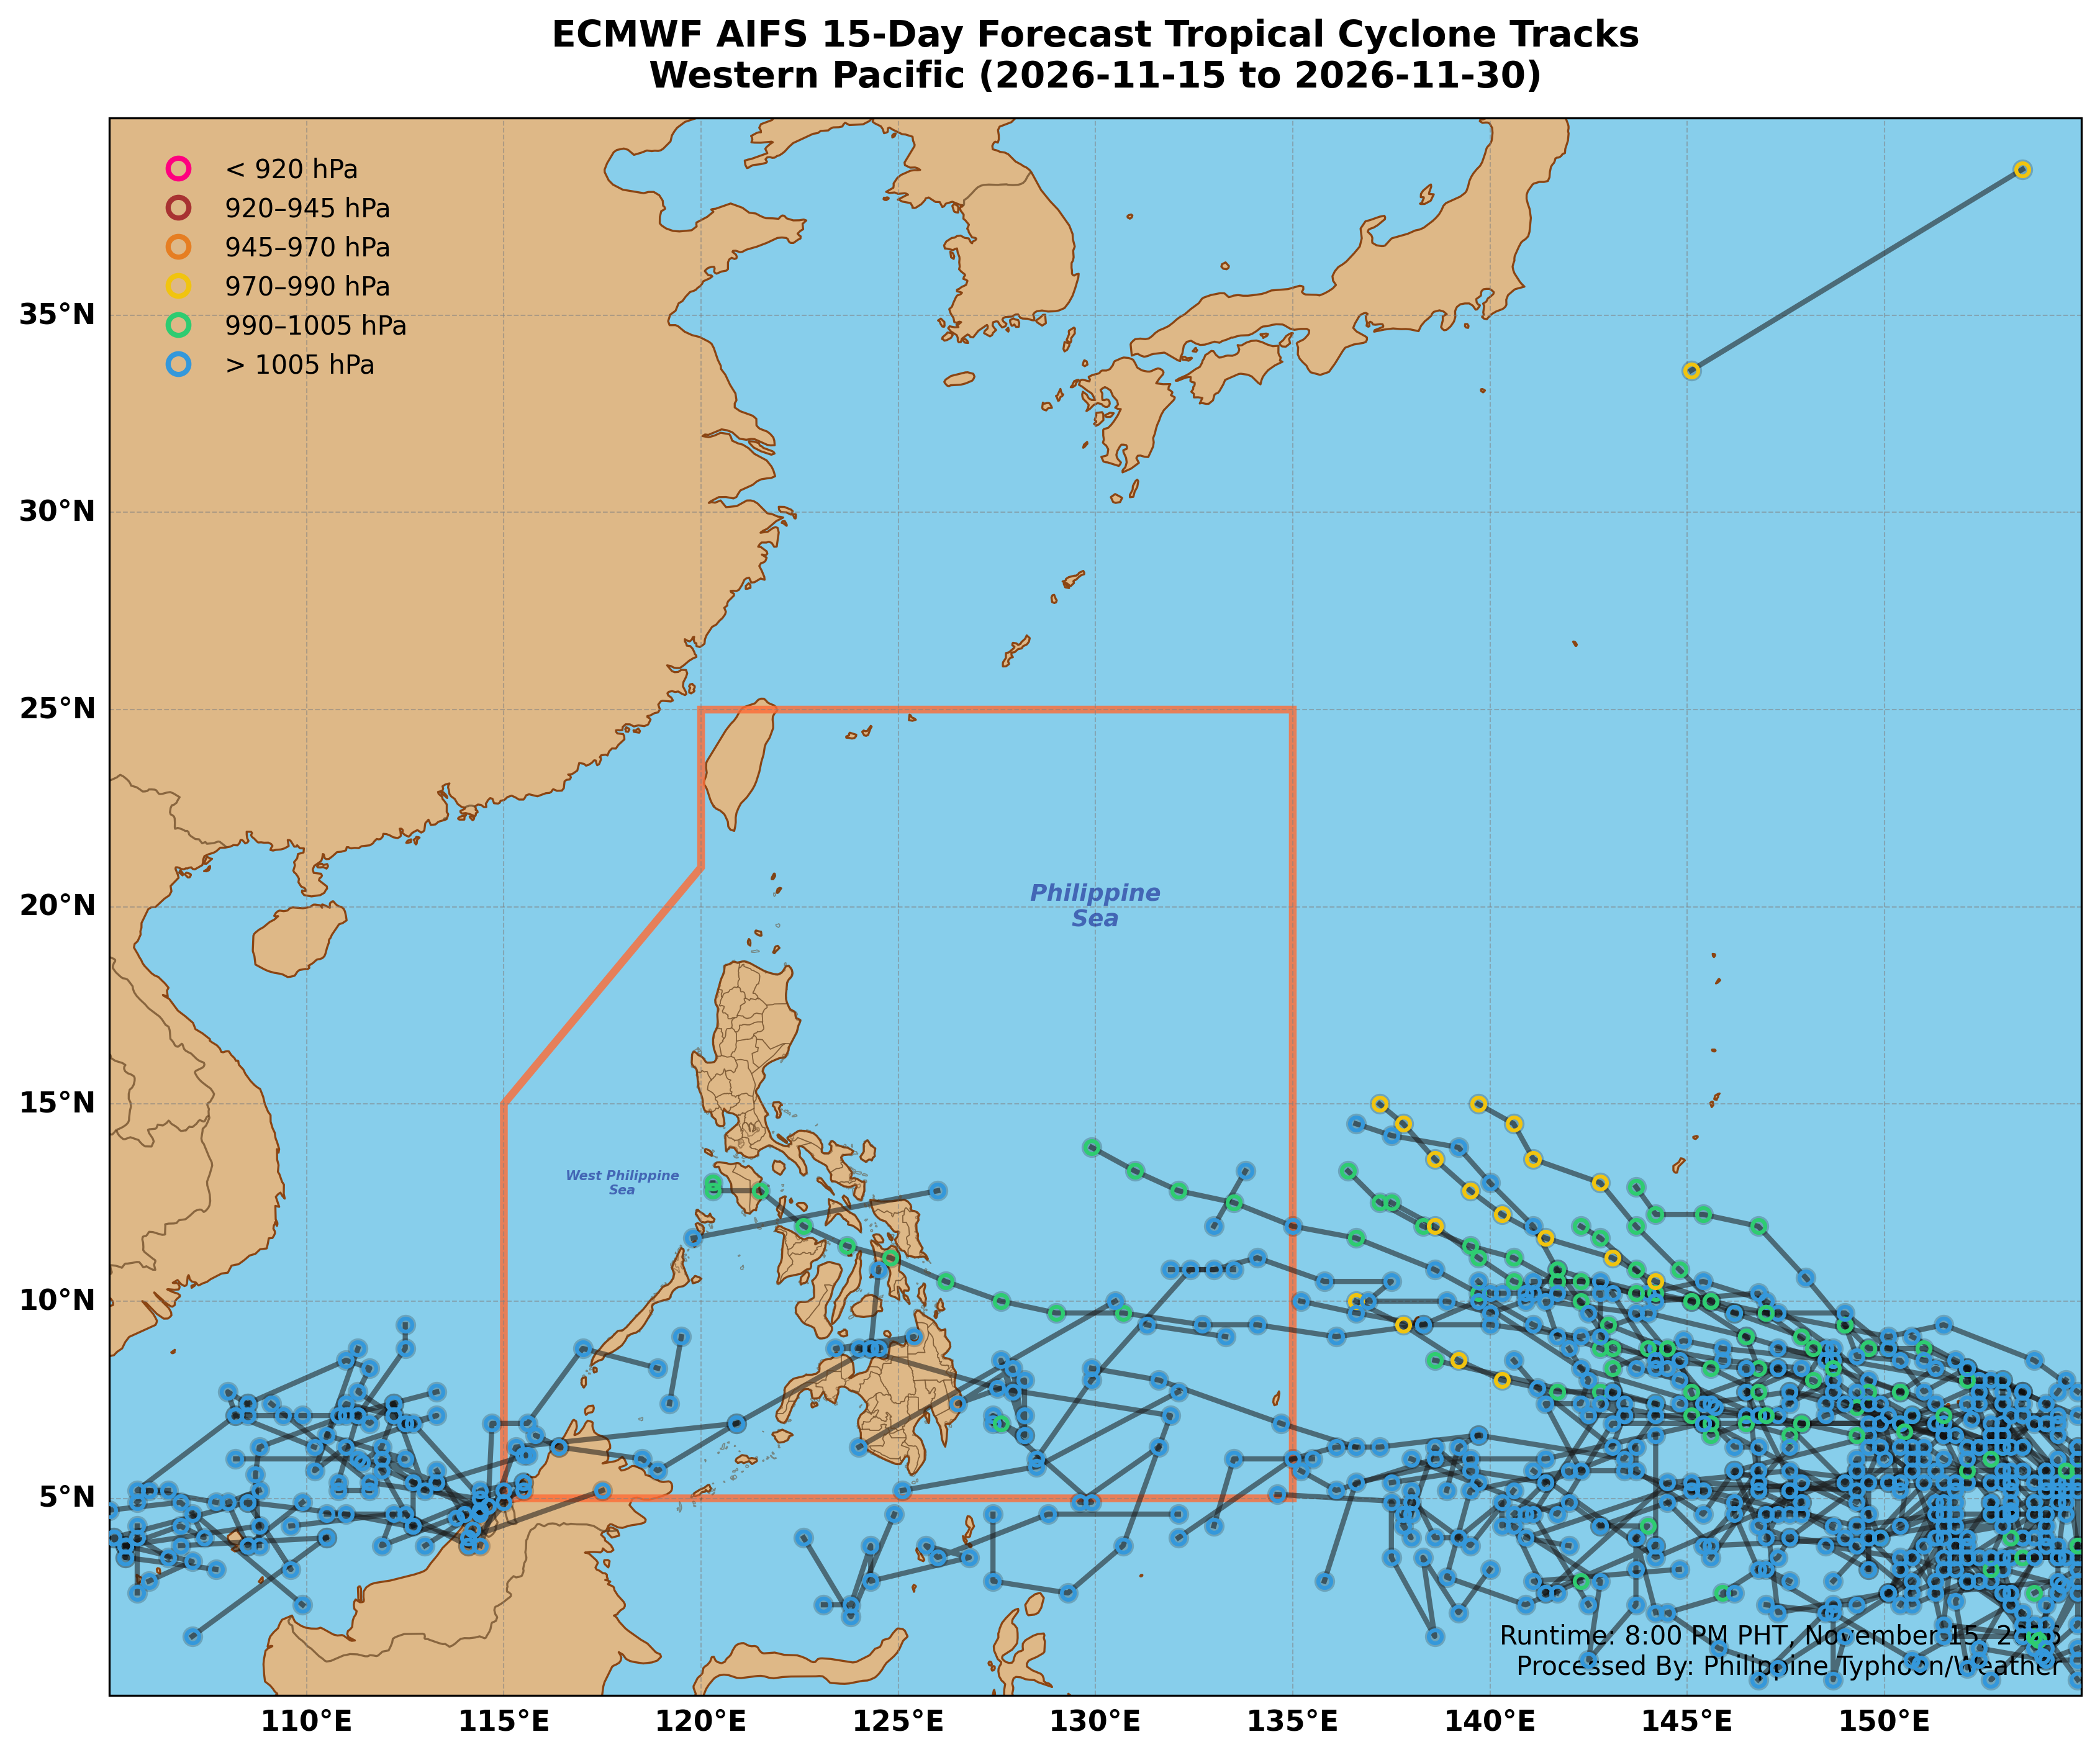 ECMWF AIFS 15-Day Forecast Tropical Cyclone Tracks
Western Pacific (2026-11-15 to 2026-11-30)
< 920 hPa
920–945 hPa
945–970 hPa
970–990 hPa
990–1005 hPa
> 1005 hPa
35°N
30°N
25°N
20°N
15°N
10°N
5°N
Philippine
Sea
West Philippine
Sea
Runtime: 8:00 PM PHT, November 15, 2026
Processed By: Philippine Typhoon/Weather
110°E
115°E
120°E
125°E
130°E
135°E
140°E
145°E
150°E